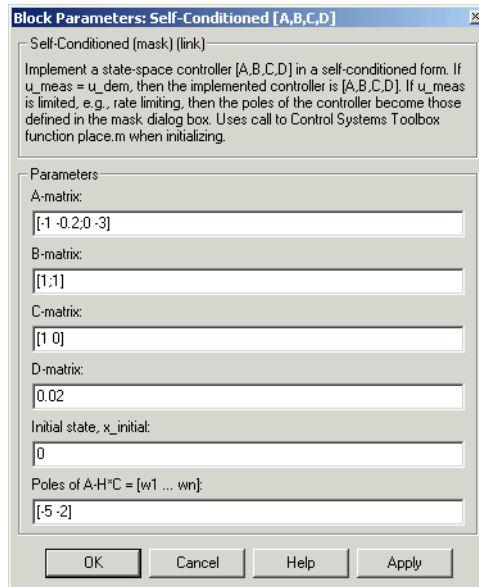 Block Parameters: Self-Conditioned [A,B,C,D]
Self-Conditioned (mask) (link)
Implement a state-space controller [A,B,C,D] in a self-conditioned form. If
u_meas = u_dem, then the implemented controller is [A,B,C,D]. If u_meas
is limited, e.g., rate limiting, then the poles of the controller become those
defined in the mask dialog box. Uses call to Control Systems Toolbox
function place.m when initializing.
Parameters
A-matrix:
[-1 -0.2;0 -3]
B-matrix:
[1;1]
C-matrix:
[1 0]
D-matrix:
0.02
Initial state, x_initial:
0
Poles of A-H*C = [w1 ... wn]:
[-5 -2]
OK Cancel Help Apply